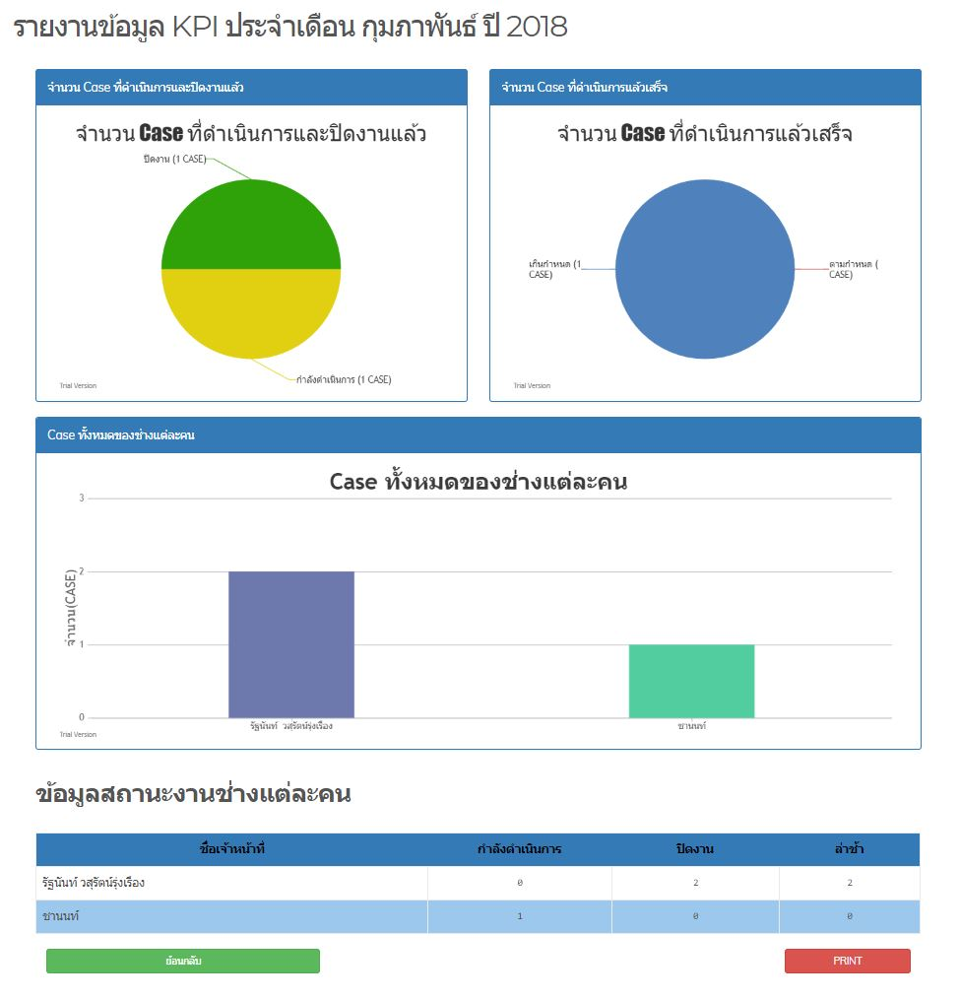 รายงานข้อมูล KPI ประจำเดือน กุมภาพันธ์ ปี 2018
จำนวน Case ที่ดำเนินการและปิดงานแล้ว
จำนวน Case ที่ดำเนินการและปิดงานแล้ว
ปิดงาน (1 CASE)
กำลังดำเนินการ (1 CASE)
Trial Version
จำนวน Case ที่ดำเนินการแล้วเสร็จ
จำนวน Case ที่ดำเนินการแล้วเสร็จ
เกินกำหนด (1
CASE)
ตามกำหนด (
CASE)
Trial Version
Case ทั้งหมดของช่างแต่ละคน
Case ทั้งหมดของช่างแต่ละคน
จำนวน(CASE)
3
2
1
0
รัฐนันท์ วสุรัตน์รุ่งเรือง
ชานนท์
Trial Version
ข้อมูลสถานะงานช่างแต่ละคน
ชื่อเจ้าหน้าที่ กำลังดำเนินการ ปิดงาน ล่าช้ำ
รัฐนันท์ วสุรัตน์รุ่งเรือง 0 2 2
ชานนท์ 1 0 0
ย้อนกลับ PRINT